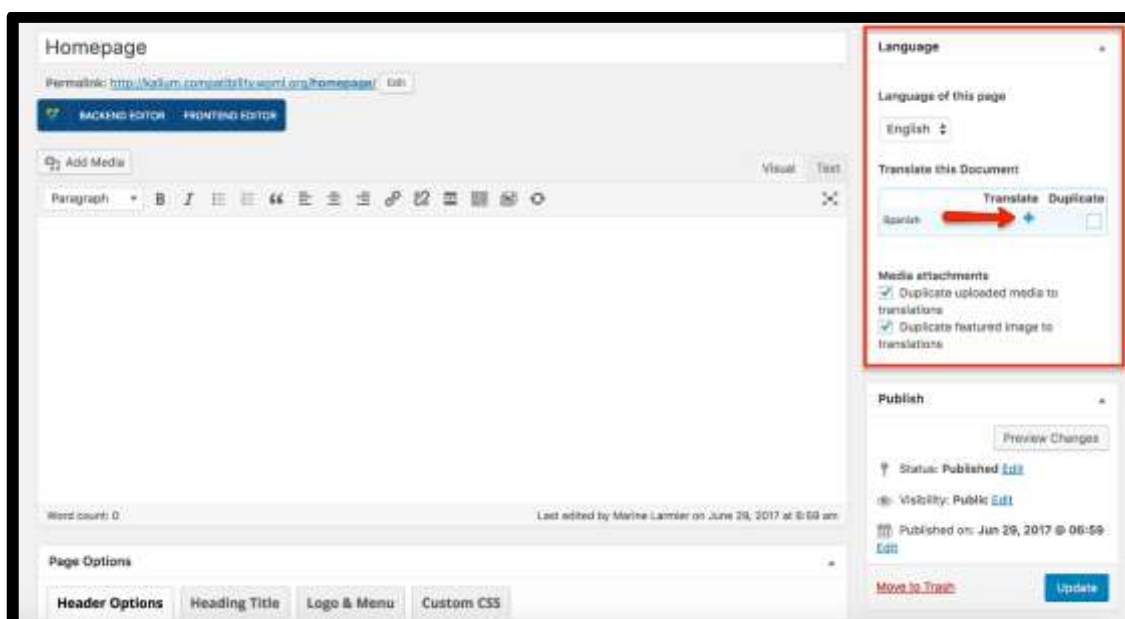 Homepage
Permalink: http://kalium.compatibility.wpml.org/homepage/ Edit
BACKEND EDITOR FRONTEND EDITOR
Add Media
Visual Text
Paragraph B I
Word count: 0
Last edited by Marine Larmier on June 29, 2017 at 6:59 am
Page Options
Header Options Heading Title Logo & Menu Custom CSS
Language
Language of this page
English
Translate this Document
Translate Duplicate
Spanish
Media attachments
Duplicate uploaded media to
translations
Duplicate featured image to
translations
Publish
Preview Changes
Status: Published Edit
Visibility: Public Edit
Published on: Jun 29, 2017 @ 06:59
Edit
Move to Trash Update